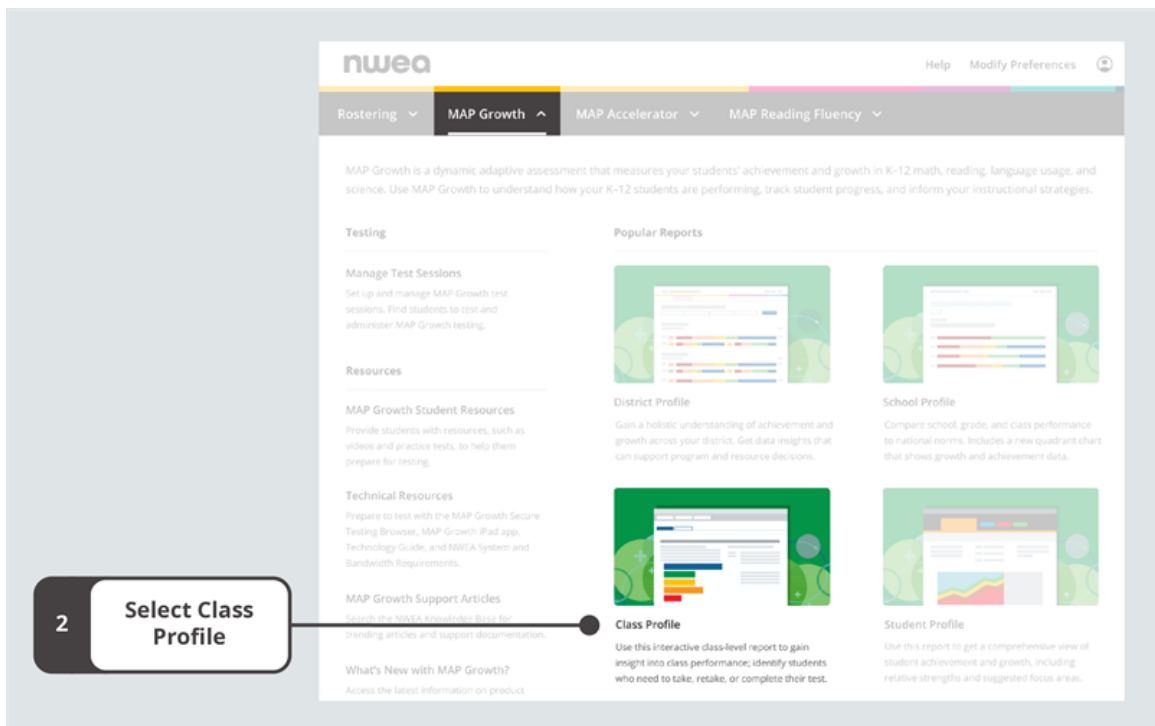 nwea
Help Modify Preferences
Rostering MAP Growth MAP Accelerator MAP Reading Fluency
MAP Growth is a dynamic adaptive assessment that measures your students' achievement and growth in K–12 math, reading, language usage, and
science. Use MAP Growth to understand how your K–12 students are performing, track student progress, and inform your instructional strategies.
Testing
Manage Test Sessions
Set up and manage MAP Growth test
sessions. Find students to test and
administer MAP Growth testing.
Resources
MAP Growth Student Resources
Provide students with resources, such as
videos and practice tests, to help them
prepare for testing.
Technical Resources
Prepare to test with the MAP Growth Secure
Testing Browser, MAP Growth iPad app,
Technology Guide, and NWEA System and
Bandwidth Requirements.
MAP Growth Support Articles
Search the NWEA Knowledge Base for
trending articles and support documentation.
What's New with MAP Growth?
Access the latest information on product
Popular Reports
District Profile
Gain a holistic understanding of achievement and
growth across your district. Get data insights that
can support program and resource decisions.
School Profile
Compare school, grade, and class performance
to national norms. Includes a new quadrant chart
that shows growth and achievement data.
2 Select Class
Profile
Class Profile
Use this interactive class-level report to gain
insight into class performance; identify students
who need to take, retake, or complete their test.
Student Profile
Use this report to get a comprehensive view of
student achievement and growth, including
relative strengths and suggested focus areas.